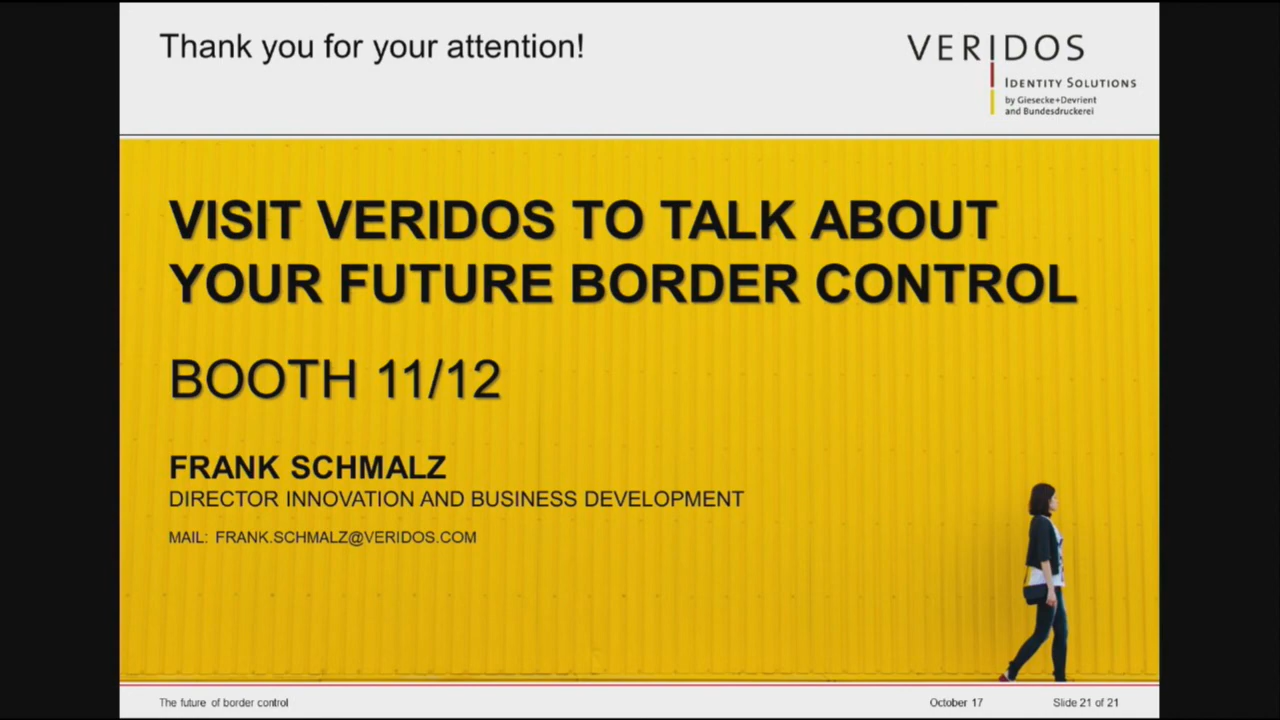 Thank you for your attention!
VERIDOS
IDENTITY SOLUTIONS
by Giesecke+Devrient
and Bundesdruckerei
VISIT VERIDOS TO TALK ABOUT
YOUR FUTURE BORDER CONTROL
BOOTH 11/12
FRANK SCHMALZ
DIRECTOR INNOVATION AND BUSINESS DEVELOPMENT
MAIL: FRANK.SCHMALZ@VERIDOS.COM
The future of border control
October 17
Slide 21 of 21